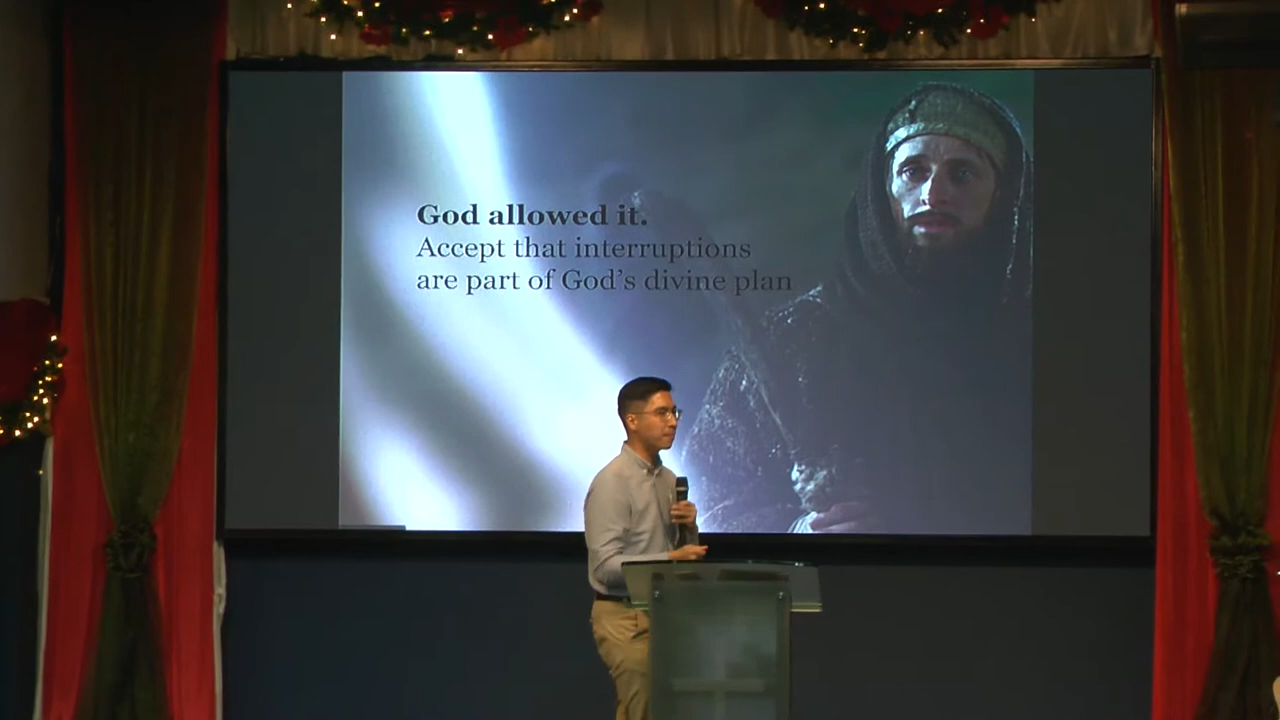 God allowed it.
Accept that interruptions
are part of God's divine plan